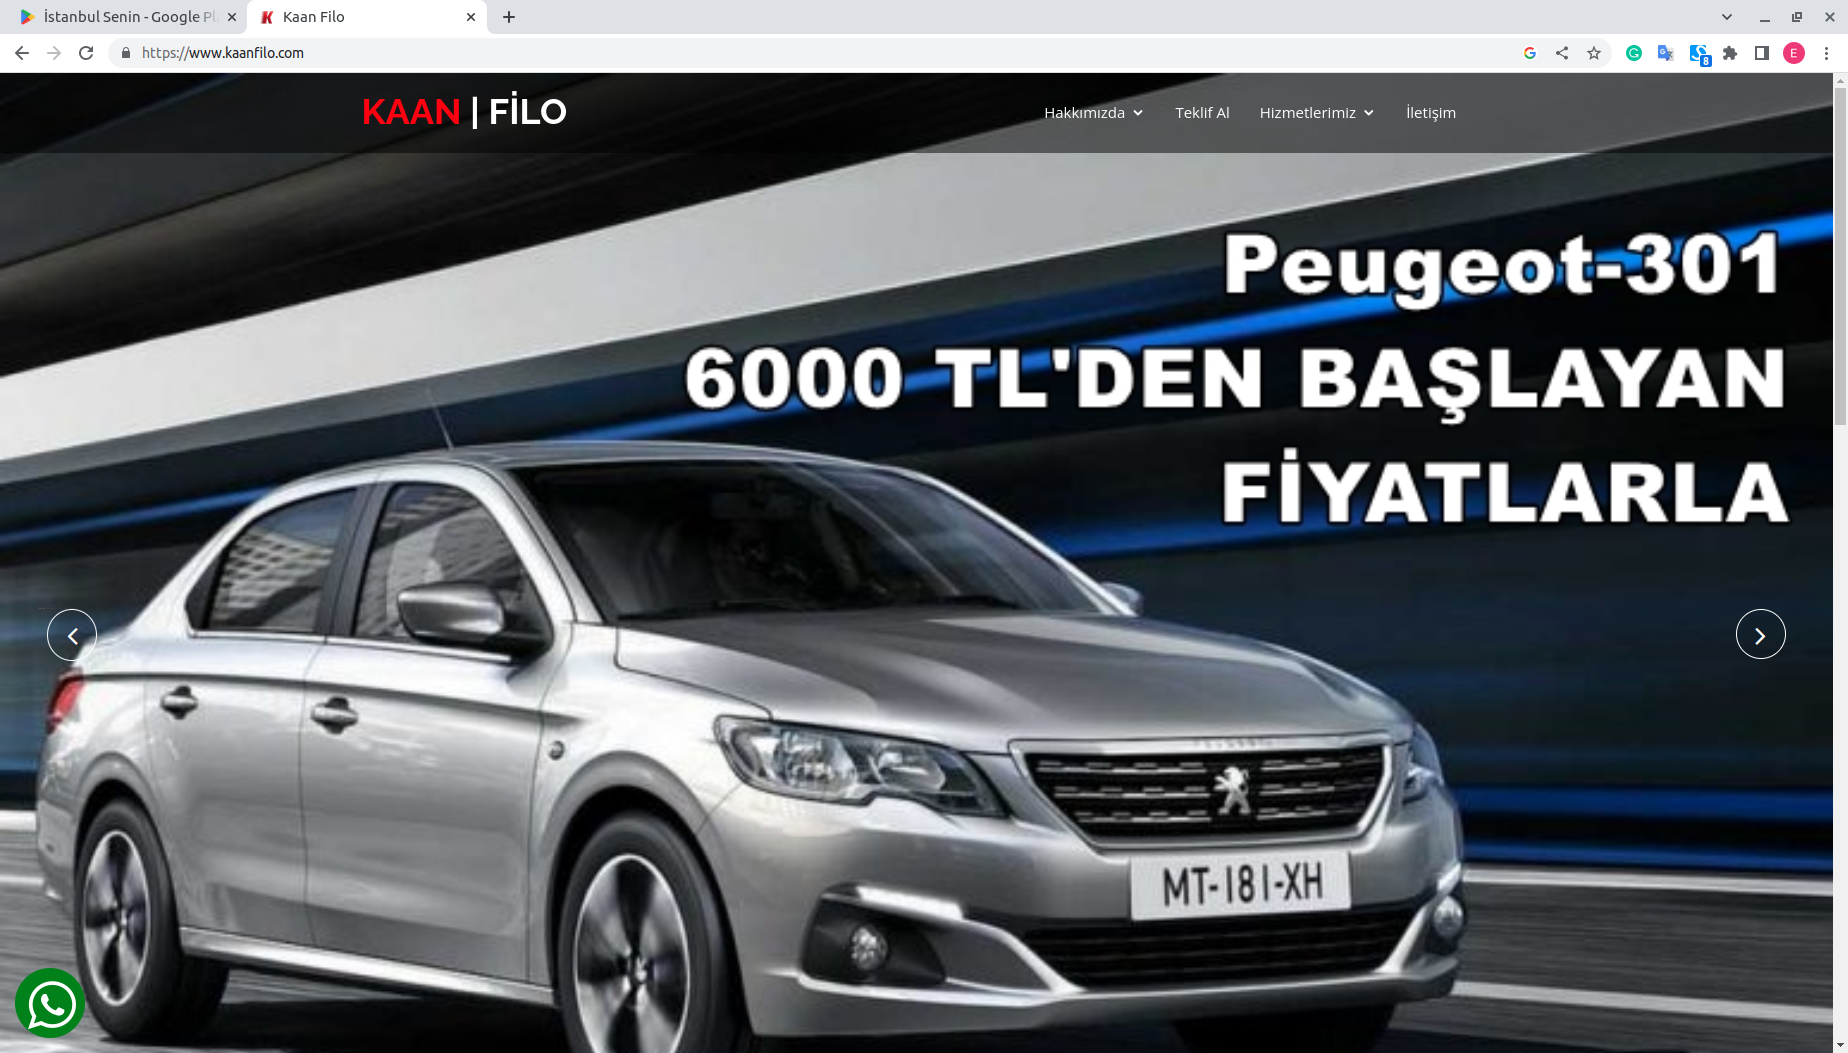 İstanbul Senin - Google Pl
Kaan Filo
https://www.kaanfilo.com
8
E
KAAN | FİLO
Hakkımızda
Teklif Al
Hizmetlerimiz
İletişim
Peugeot-301
6000 TL'DEN BAŞLAYAN
FİYATLARLA
MT-181-XH